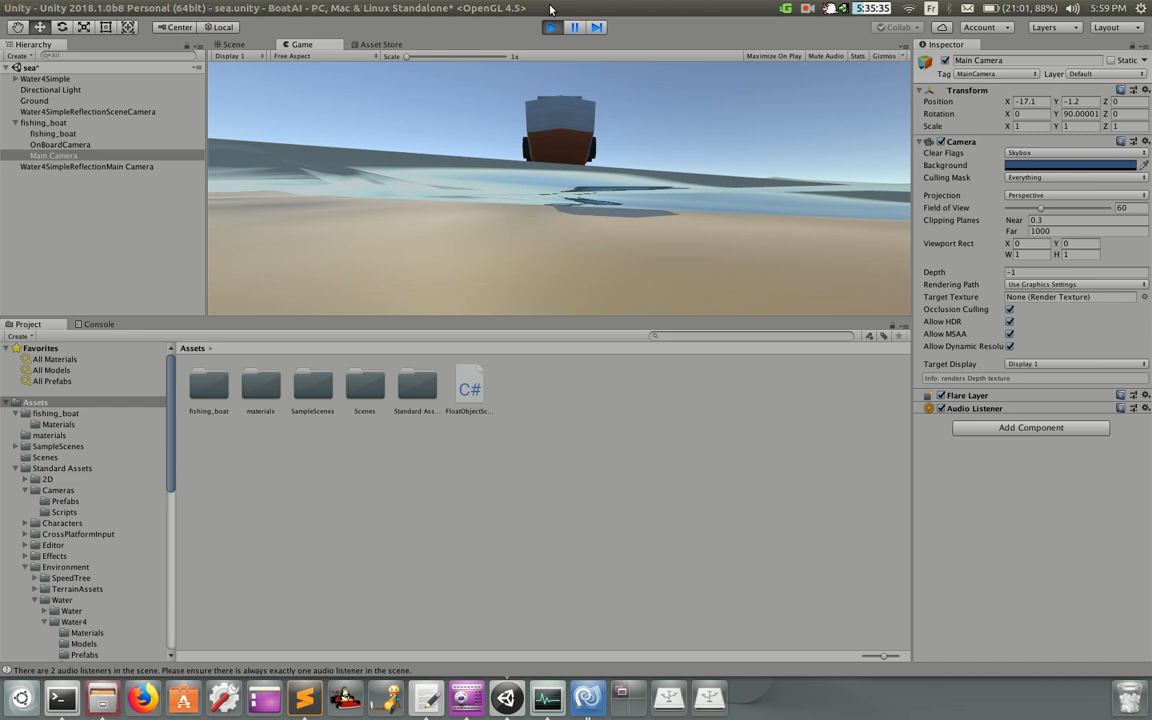 Unity - Unity 2018.1.0b8 Personal (64bit) - sea.unity - BoatAI - PC, Mac & Linux Standalone* <OpenGL 4.5>
Fr
5:35:35
(21:01, 88%)
5:59 PM
Center
Local
Collab
Account
Layers
Layout
Hierarchy
Create
All
sea*
Water4Simple
Directional Light
Ground
Water4SimpleReflectionSceneCamera
fishing_boat
fishing_boat
OnBoardCamera
Main Camera
Water4SimpleReflectionMain Camera
Scene
Game
Asset Store
Display 1
Free Aspect
Scale
1x
Maximize On Play
Mute Audio
Stats
Gizmos
Inspector
Main Camera
Static
Tag
MainCamera
Layer
Default
Transform
Position X -17.1 Y -1.2 Z 0
Rotation X 0 Y 90.00001 Z 0
Scale X 1 Y 1 Z 1
Camera
Clear Flags Skybox
Background
Culling Mask Everything
Projection Perspective
Field of View 60
Clipping Planes Near 0.3
Far 1000
Viewport Rect X 0 Y 0
W 1 H 1
Depth -1
Rendering Path Use Graphics Settings
Target Texture None (Render Texture)
Occlusion Culling
Allow HDR
Allow MSAA
Allow Dynamic Resolu
Target Display Display 1
Info: renders Depth texture
Flare Layer
Audio Listener
Add Component
Project
Console
Create
Favorites
All Materials
All Models
All Prefabs
Assets
fishing_boat
Materials
materials
SampleScenes
Scenes
Standard Assets
2D
Cameras
Prefabs
Scripts
Characters
CrossPlatformInput
Editor
Effects
Environment
SpeedTree
TerrainAssets
Water
Water
Water4
Materials
Models
Prefabs
Assets
C#
fishing_boat
materials
SampleScenes
Scenes
Standard Ass...
FloatObjectSc...
There are 2 audio listeners in the scene. Please ensure there is always exactly one audio listener in the scene.